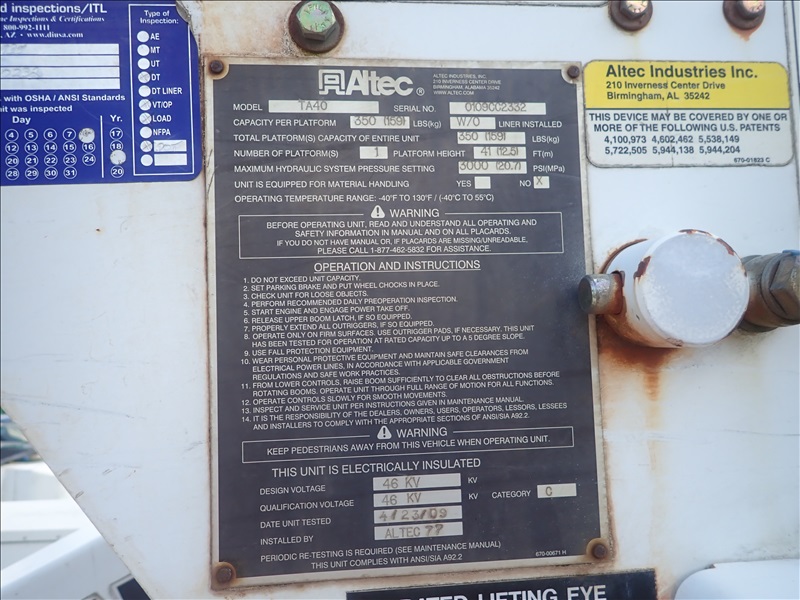 d inspections/ITL
ne Inspections & Certifications
800-992-1111
, AZ • www.diusa.com
with OSHA / ANSI Standards
it was inspected
Day Yr.
4 5 6 7 8 17
12 13 14 15 16 18
20 21 22 23 24 19
28 29 30 31 20
Type of
Inspection:
AE
MT
UT
DT
DT LINER
VT/OP
LOAD
NFPA
Altec®
ALTEC INDUSTRIES, INC.
210 INVERNESS CENTER DRIVE
BIRMINGHAM, ALABAMA 35242
WWW.ALTEC.COM
MODEL TA40 SERIAL NO. 0109CC2332
CAPACITY PER PLATFORM 350 (159) LBS(kg) W/O LINER INSTALLED
TOTAL PLATFORM(S) CAPACITY OF ENTIRE UNIT 350 (159) LBS(kg)
NUMBER OF PLATFORM(S) 1 PLATFORM HEIGHT 41 (12.5) FT(m)
MAXIMUM HYDRAULIC SYSTEM PRESSURE SETTING 3000 (20.7) PSI(MPa)
UNIT IS EQUIPPED FOR MATERIAL HANDLING YES NO X
OPERATING TEMPERATURE RANGE: -40°F TO 130°F / (-40°C TO 55°C)
WARNING
BEFORE OPERATING UNIT, READ AND UNDERSTAND ALL OPERATING AND
SAFETY INFORMATION IN MANUAL AND ON ALL PLACARDS.
IF YOU DO NOT HAVE MANUAL OR, IF PLACARDS ARE MISSING/UNREADABLE,
PLEASE CALL 1-877-462-5832 FOR ASSISTANCE.
OPERATION AND INSTRUCTIONS
1. DO NOT EXCEED UNIT CAPACITY.
2. SET PARKING BRAKE AND PUT WHEEL CHOCKS IN PLACE.
3. CHECK UNIT FOR LOOSE OBJECTS.
4. PERFORM RECOMMENDED DAILY PREOPERATION INSPECTION.
5. START ENGINE AND ENGAGE POWER TAKE OFF.
6. RELEASE UPPER BOOM LATCH, IF SO EQUIPPED.
7. PROPERLY EXTEND ALL OUTRIGGERS, IF SO EQUIPPED.
8. OPERATE ONLY ON FIRM SURFACES. USE OUTRIGGER PADS, IF NECESSARY. THIS UNIT
HAS BEEN TESTED FOR OPERATION AT RATED CAPACITY UP TO A 5 DEGREE SLOPE.
9. USE FALL PROTECTION EQUIPMENT.
10. WEAR PERSONAL PROTECTIVE EQUIPMENT AND MAINTAIN SAFE CLEARANCES FROM
ELECTRICAL POWER LINES, IN ACCORDANCE WITH APPLICABLE GOVERNMENT
REGULATIONS AND SAFE WORK PRACTICES.
11. FROM LOWER CONTROLS, RAISE BOOM SUFFICIENTLY TO CLEAR ALL OBSTRUCTIONS BEFORE
ROTATING BOOMS. OPERATE UNIT THROUGH FULL RANGE OF MOTION FOR ALL FUNCTIONS.
12. OPERATE CONTROLS SLOWLY FOR SMOOTH MOVEMENTS.
13. INSPECT AND SERVICE UNIT PER INSTRUCTIONS GIVEN IN MAINTENANCE MANUAL.
14. IT IS THE RESPONSIBILITY OF THE DEALERS, OWNERS, USERS, OPERATORS, LESSORS, LESSEES
AND INSTALLERS TO COMPLY WITH THE APPROPRIATE SECTIONS OF ANSI/SIA A92.2.
WARNING
KEEP PEDESTRIANS AWAY FROM THIS VEHICLE WHEN OPERATING UNIT.
THIS UNIT IS ELECTRICALLY INSULATED
DESIGN VOLTAGE 46 KV KV
QUALIFICATION VOLTAGE 46 KV KV CATEGORY C
DATE UNIT TESTED 4/23/09
INSTALLED BY ALTEC 77
PERIODIC RE-TESTING IS REQUIRED (SEE MAINTENANCE MANUAL)
THIS UNIT COMPLIES WITH ANSI/SIA A92.2
670-00671 H
Altec Industries Inc.
210 Inverness Center Drive
Birmingham, AL 35242
THIS DEVICE MAY BE COVERED BY ONE OR
MORE OF THE FOLLOWING U.S. PATENTS
4,100,973 4,602,462 5,538,149
5,722,505 5,944,138 5,944,204
670-01823 C
LIFTING EYE